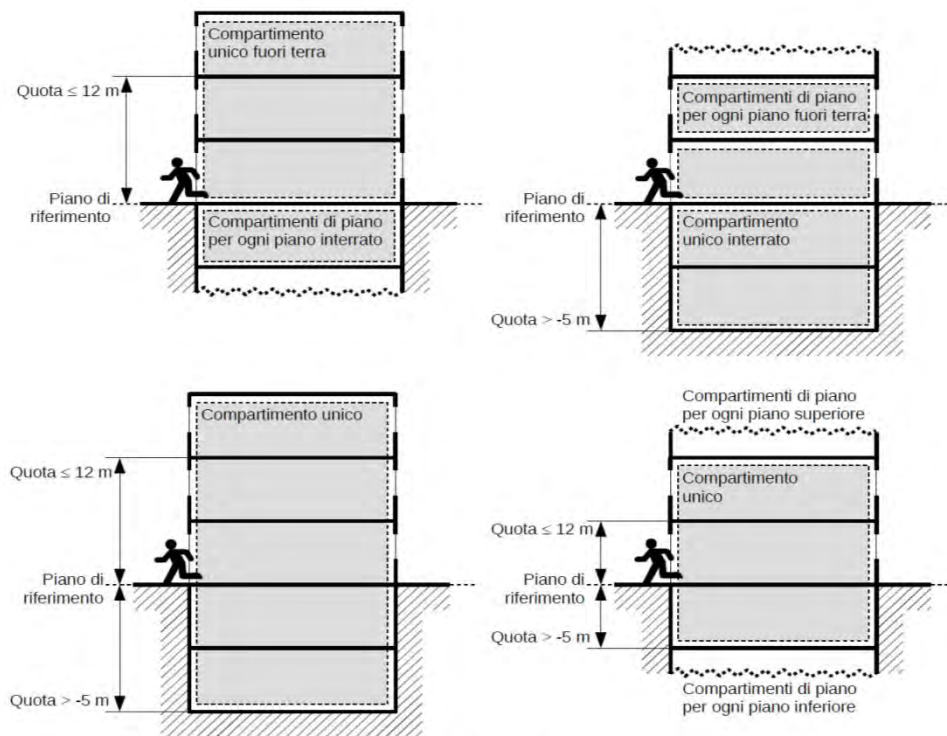 Compartimento
unico fuori terra
Quota ≤ 12 m
Piano di
riferimento
Compartimenti di piano
per ogni piano interrato
Compartimenti di piano
per ogni piano fuori terra
Piano di
riferimento
Compartimento
unico interrato
Quota > -5 m
Compartimento unico
Quota ≤ 12 m
Piano di
riferimento
Quota > -5 m
Compartimenti di piano
per ogni piano superiore
Compartimento
unico
Quota ≤ 12 m
Piano di
riferimento
Quota > -5 m
Compartimenti di piano
per ogni piano inferiore